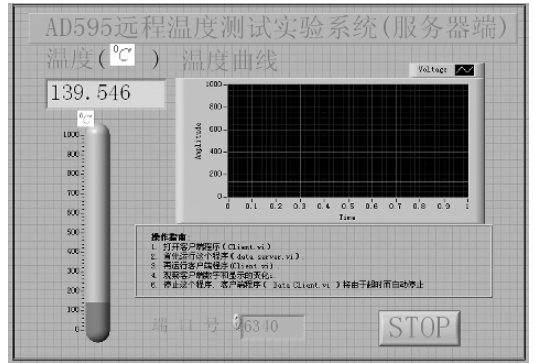 AD595远程温度测试实验系统(服务器端)
温度(℃) 温度曲线
139.546
Voltage
℃
1000
900
800
700
600
500
400
300
200
100
0
Amplitude
1000
800
600
400
200
0
0 0.1 0.2 0.3 0.4 0.5 0.6 0.7 0.8 0.9 1
Time
操作指南:
1. 打开客户端程序(Client.vi)
2. 首先运行这个程序(data server.vi).
3. 再运行客户端程序(Client.vi)
4. 观察客户端数字和显示的变化.
6. 停止这个程序, 客户端程序( Data Client.vi )将由于超时而自动停止
端口号 6340
STOP